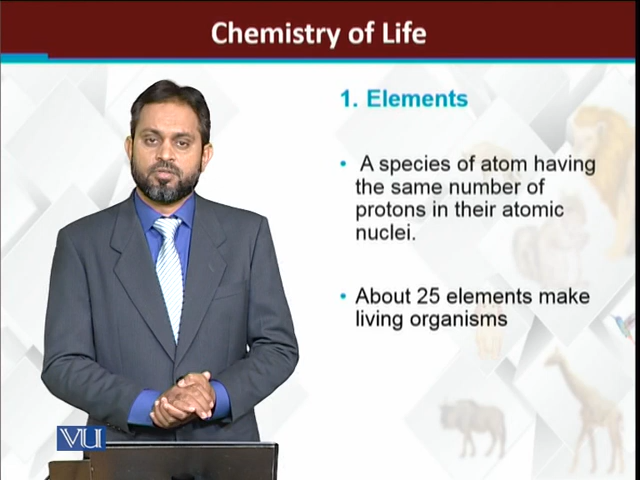 Chemistry of Life
1. Elements
• A species of atom having
the same number of
protons in their atomic
nuclei.
• About 25 elements make
living organisms
VU